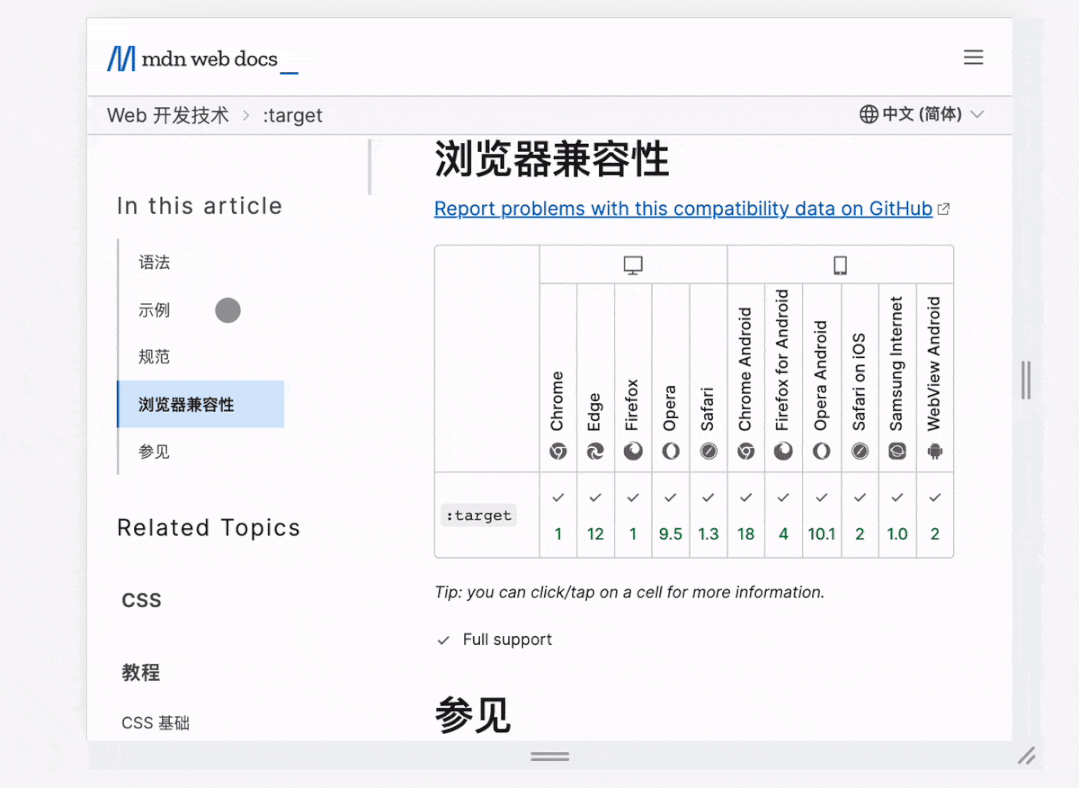 mdn web docs_
Web 开发技术 > :target
中文 (简体)
In this article
语法
示例
规范
浏览器兼容性
参见
Related Topics
CSS
教程
CSS 基础
浏览器兼容性
Report problems with this compatibility data on GitHub
Chrome
Edge
Firefox
Opera
Safari
Chrome Android
Firefox for Android
Opera Android
Safari on iOS
Samsung Internet
WebView Android
:target
✓ ✓ ✓ ✓ ✓ ✓ ✓ ✓ ✓ ✓ ✓
1 12 1 9.5 1.3 18 4 10.1 2 1.0 2
Tip: you can click/tap on a cell for more information.
✓ Full support
参见